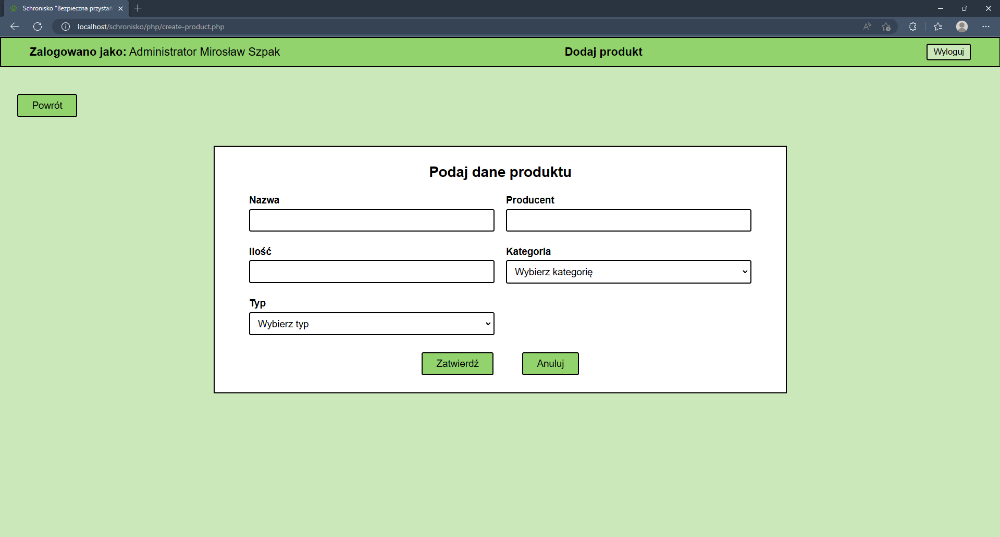 Schronisko "Bezpieczna przystań
localhost/schronisko/php/create-product.php
Zalogowano jako: Administrator Mirosław Szpak
Dodaj produkt
Wyloguj
Powrót
Podaj dane produktu
Nazwa
Producent
Ilość
Kategoria
Wybierz kategorię
Typ
Wybierz typ
Zatwierdź
Anuluj